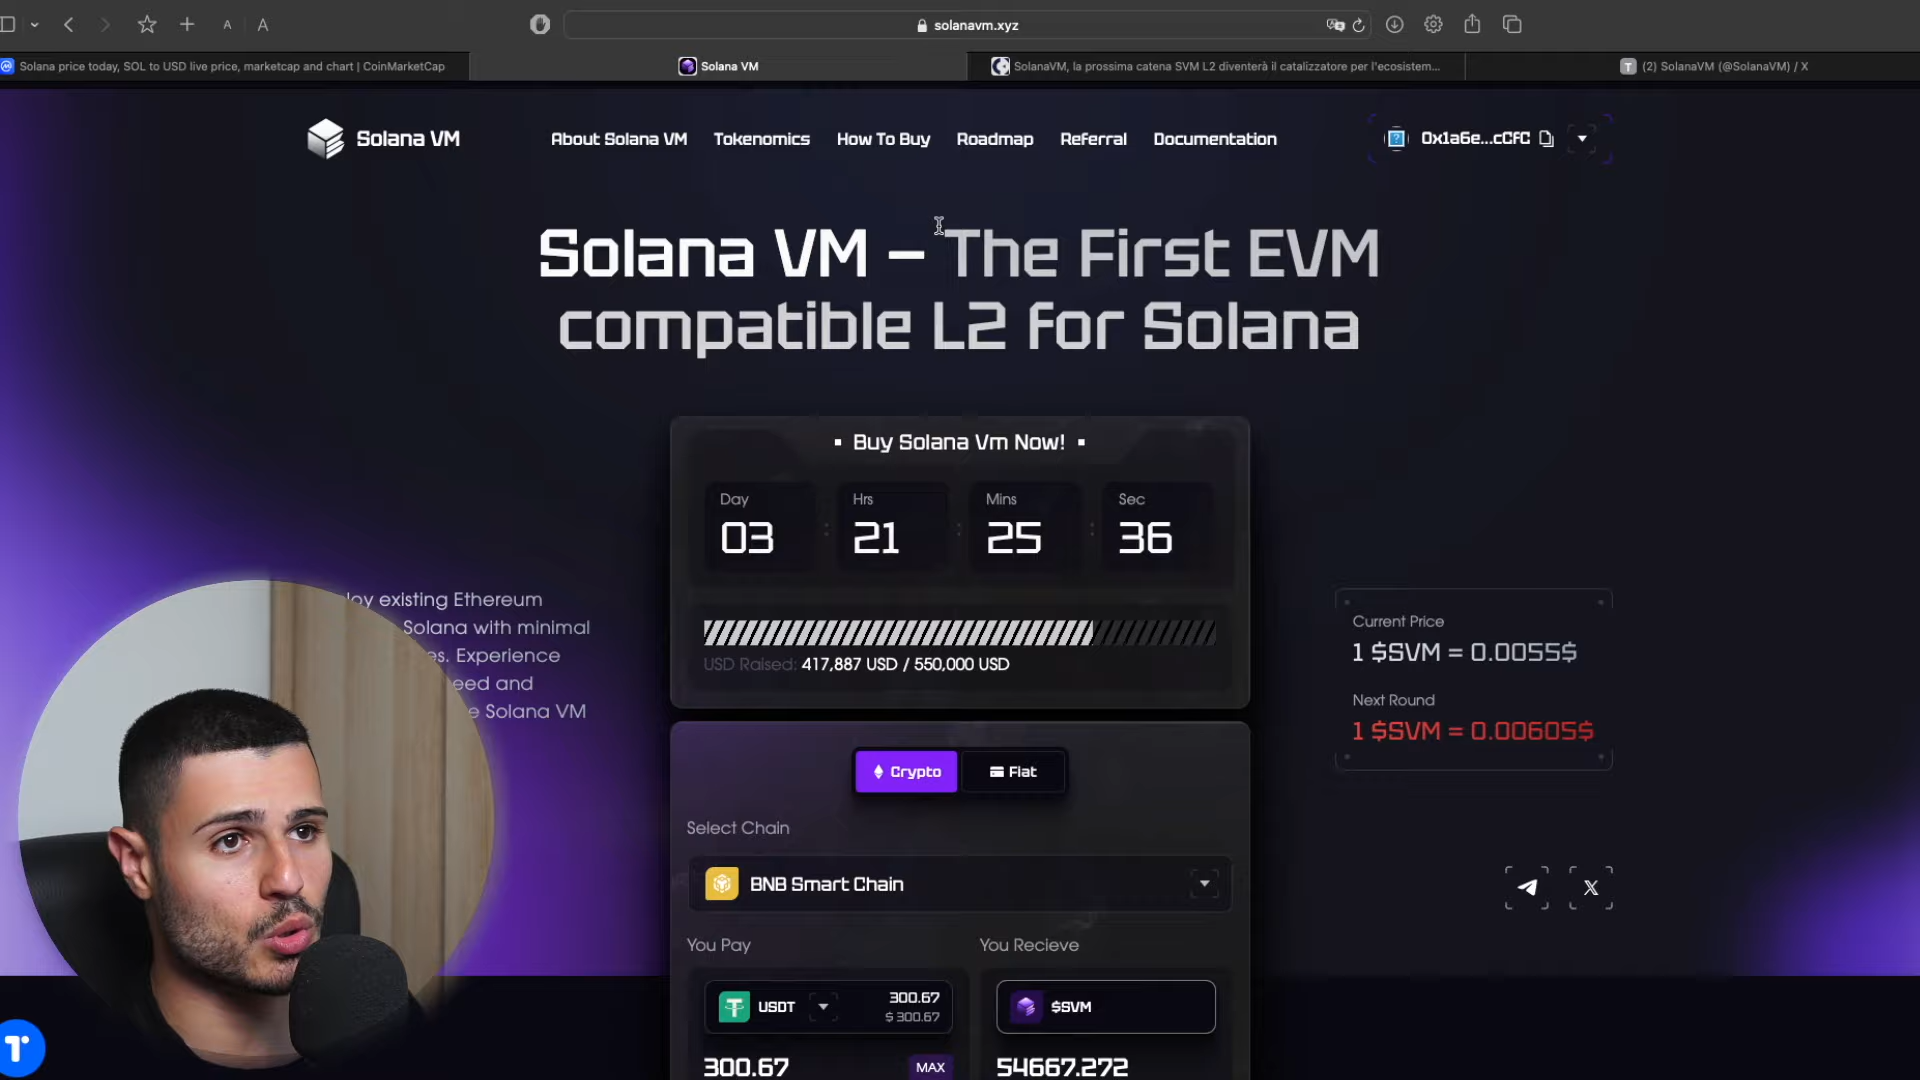 A A solanavm.xyz
Solana price today, SOL to USD live price, marketcap and chart | CoinMarketCap
Solana VM
SolanaVM, la prossima catena SVM L2 diventerà il catalizzatore per l'ecosistem...
T (2) SolanaVM (@SolanaVM) / X
Solana VM
About Solana VM Tokenomics How To Buy Roadmap Referral Documentation
0x1a6e...cCfC
Solana VM – The First EVM
compatible L2 for Solana
Buy Solana Vm Now!
Day Hrs Mins Sec
03 : 21 : 25 : 36
USD Raised: 417,887 USD / 550,000 USD
loy existing Ethereum
Solana with minimal
es. Experience
eed and
e Solana VM
Current Price
1 $SVM = 0.0055$
Next Round
1 $SVM = 0.00605$
Crypto Fiat
Select Chain
BNB Smart Chain
You Pay You Recieve
USDT 300.67
$ 300.67
$SVM
300.67 MAX 54667.272